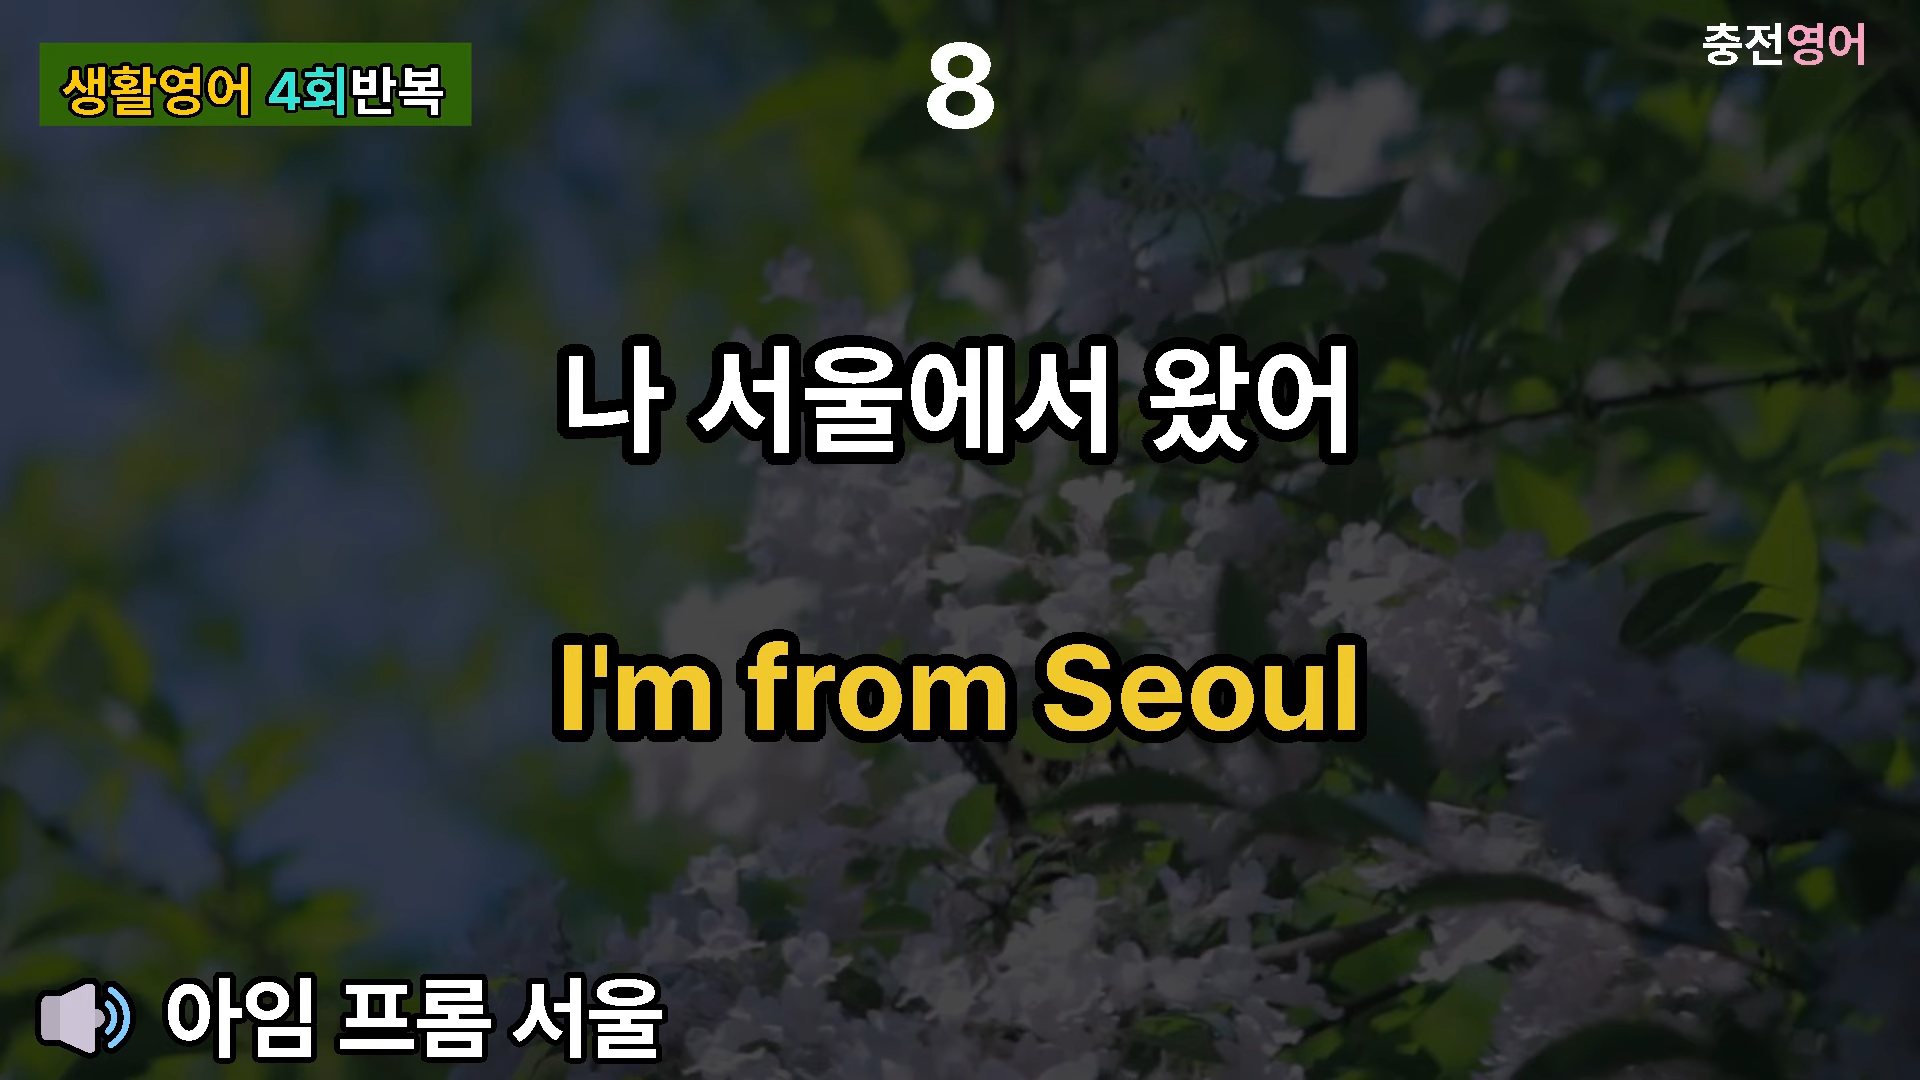 생활영어 4회반복
8
충전영어
나 서울에서 왔어
I'm from Seoul
아임 프롬 서울